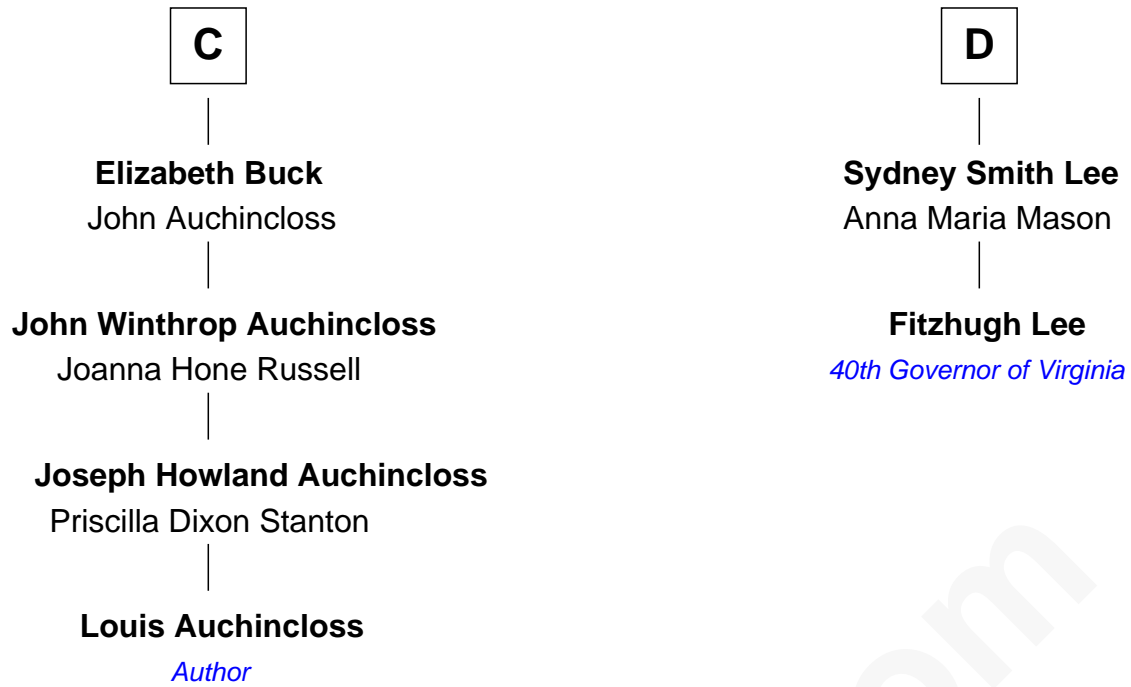 C
Elizabeth Buck
John Auchincloss
John Winthrop Auchincloss
Joanna Hone Russell
Joseph Howland Auchincloss
Priscilla Dixon Stanton
Louis Auchincloss
Author
D
Sydney Smith Lee
Anna Maria Mason
Fitzhugh Lee
40th Governor of Virginia
om